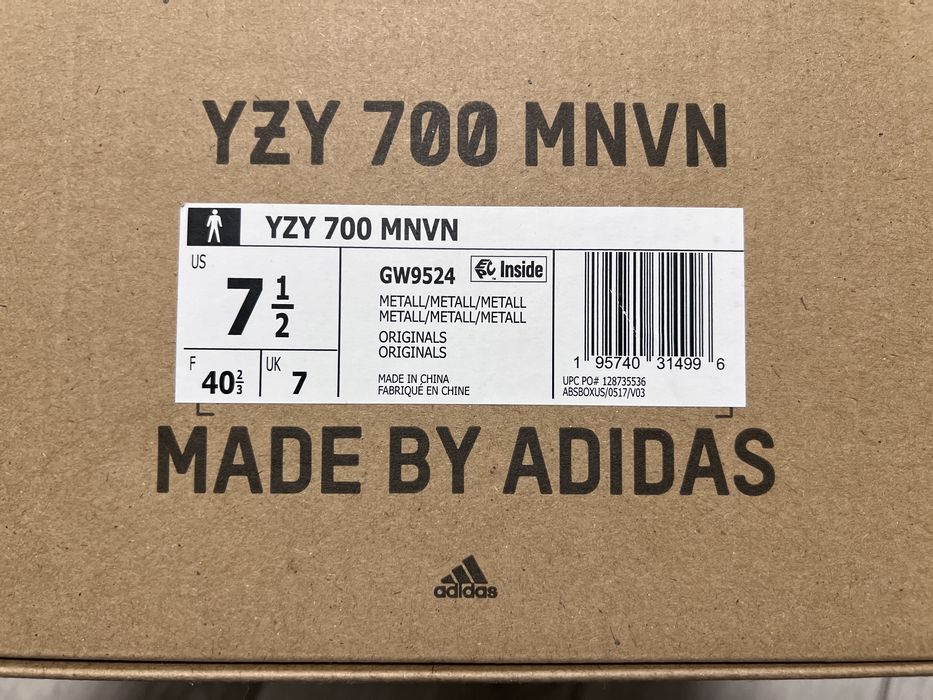 YZY 700 MNVN
YZY 700 MNVN
US
7 1/2
F
40 2/3
UK
7
GW9524
Inside
METALL/METALL/METALL
METALL/METALL/METALL
ORIGINALS
ORIGINALS
MADE IN CHINA
FABRIQUÉ EN CHINE
1 95740 31499 6
UPC PO# 128735536
ABSBOXUS/0517/V03
MADE BY ADIDAS
adidas